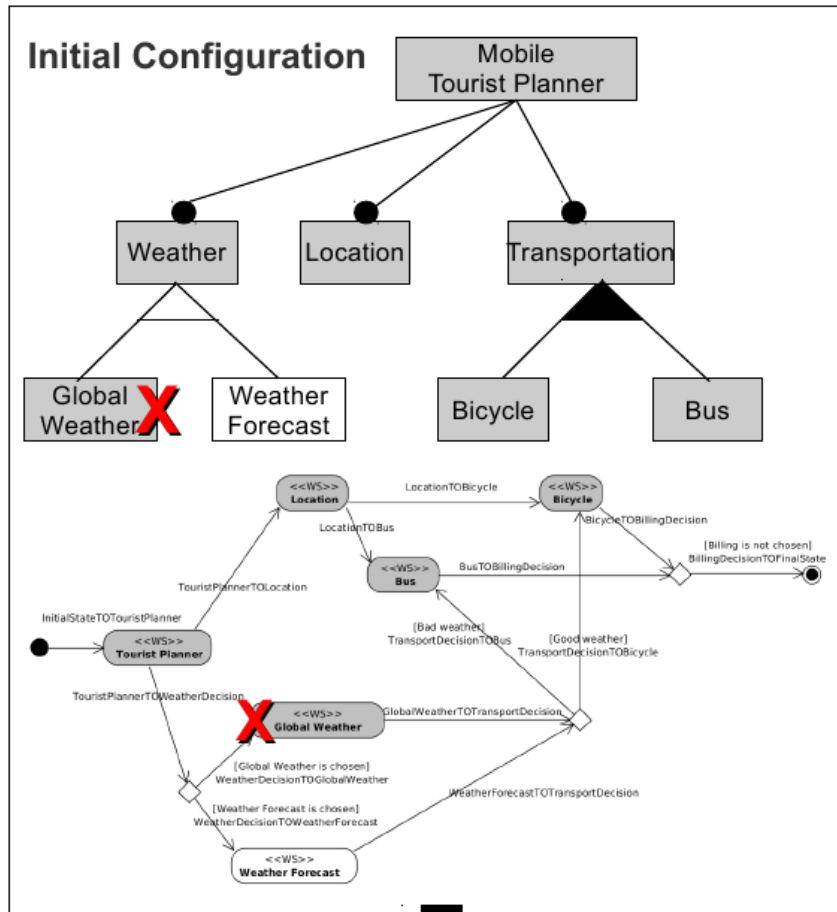 Initial Configuration
Mobile
Tourist Planner
Weather
Location
Transportation
Global
Weather
X
Weather
Forecast
Bicycle
Bus
<<WS>>
Location
LocationTOBicycle
<<WS>>
Bicycle
LocationTOBus
BicycleTOBillingDecision
<<WS>>
Bus
BusTOBillingDecision
[Billing is not chosen]
BillingDecisionTOFinalState
TouristPlannerTOLocation
InitialStateTOTouristPlanner
<<WS>>
Tourist Planner
[Bad weather]
TransportDecisionTOBus
[Good weather]
TransportDecisionTOBicycle
TouristPlannerTOWeatherDecision
X
<<WS>>
Global Weather
GlobalWeatherTOTransportDecision
[Global Weather is chosen]
WeatherDecisionTOGlobalWeather
[Weather Forecast is chosen]
WeatherDecisionTOWeatherForecast
WeatherForecastTOTransportDecision
<<WS>>
Weather Forecast